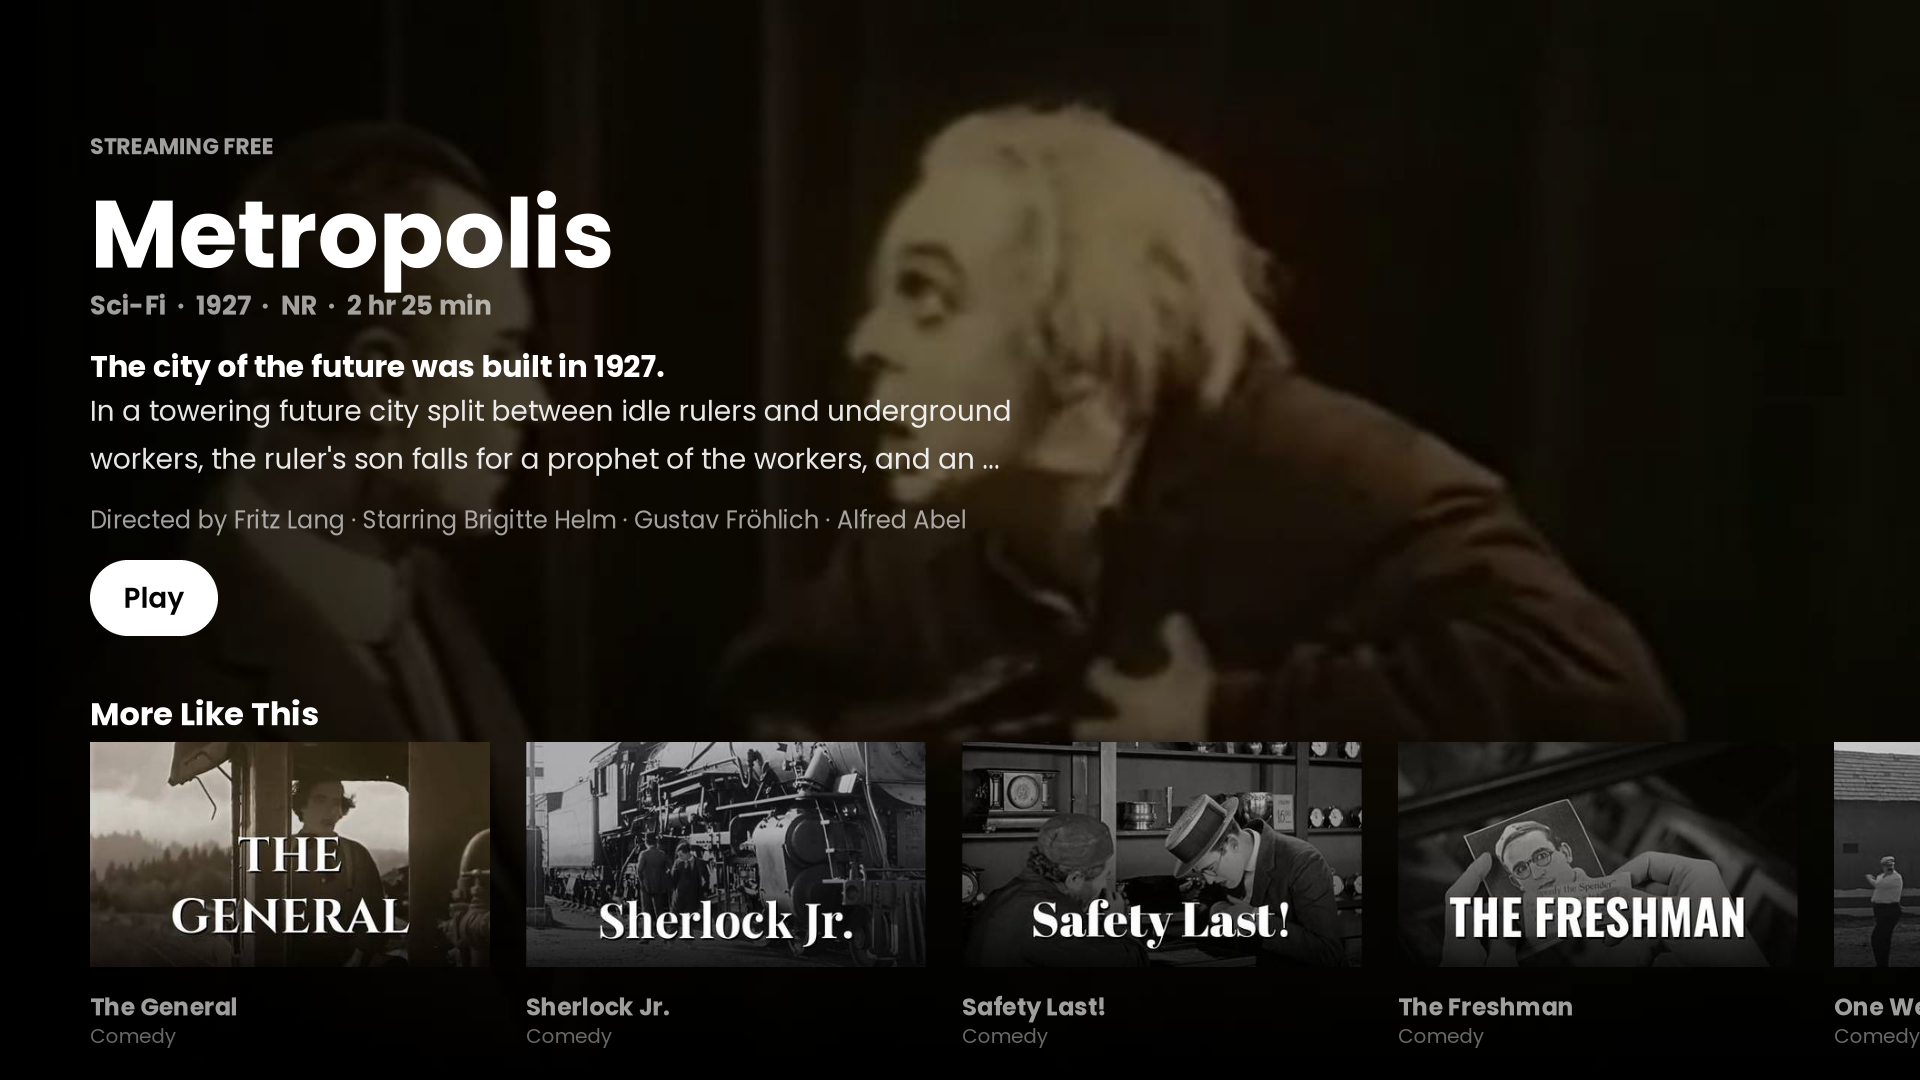 STREAMING FREE
Metropolis
Sci-Fi · 1927 · NR · 2 hr 25 min
The city of the future was built in 1927.
In a towering future city split between idle rulers and underground
workers, the ruler's son falls for a prophet of the workers, and an ...
Directed by Fritz Lang · Starring Brigitte Helm · Gustav Fröhlich · Alfred Abel
Play
More Like This
THE
GENERAL
Sherlock Jr.
Safety Last!
THE FRESHMAN
The General
Comedy
Sherlock Jr.
Comedy
Safety Last!
Comedy
The Freshman
Comedy
One
Comedy